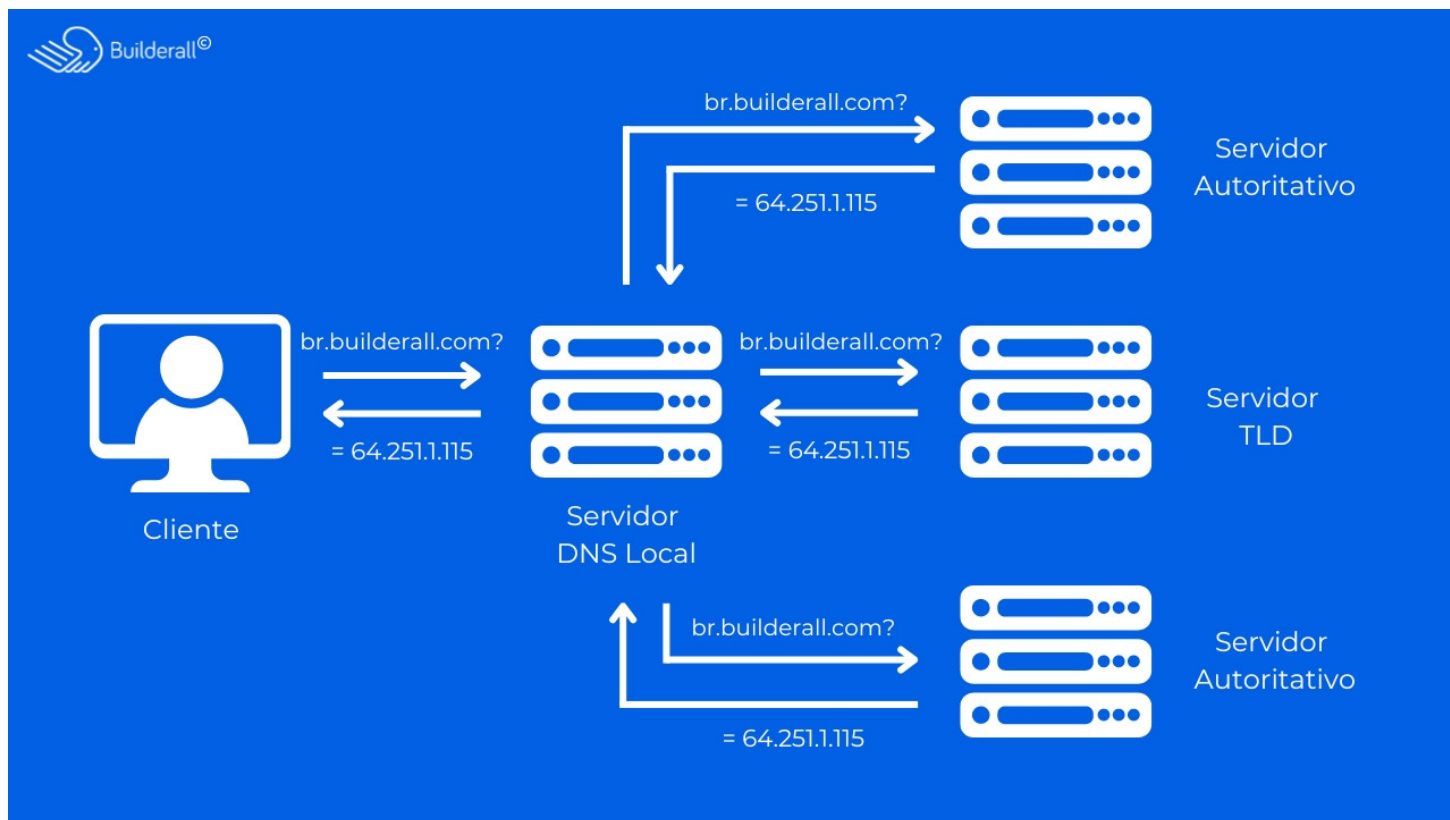 Builderall©
br.builderall.com?
= 64.251.1.115
Servidor
Autoritativo
br.builderall.com?
= 64.251.1.115
Cliente
Servidor
DNS Local
br.builderall.com?
= 64.251.1.115
Servidor
TLD
br.builderall.com?
= 64.251.1.115
Servidor
Autoritativo